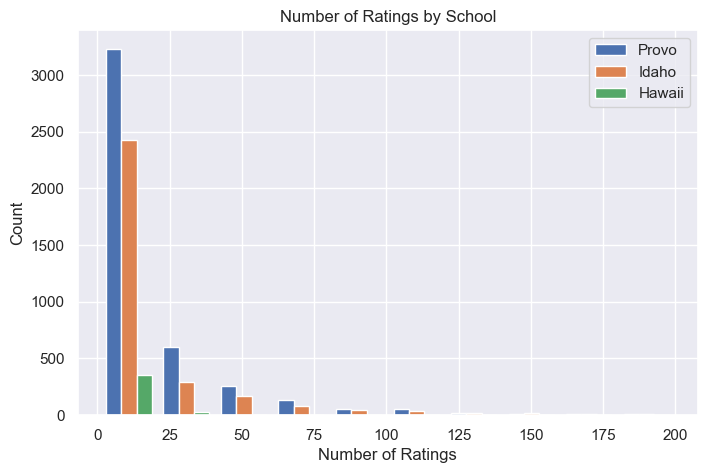 Number of Ratings by School
Provo
Idaho
Hawaii
Count
3000
2500
2000
1500
1000
500
0
0 25 50 75 100 125 150 175 200
Number of Ratings